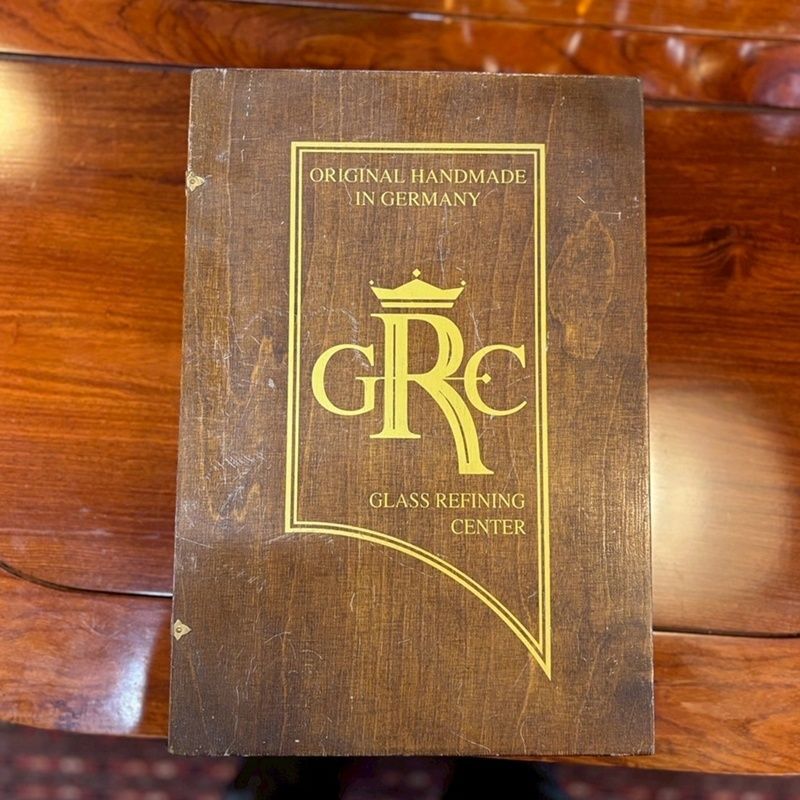 ORIGINAL HANDMADE
IN GERMANY
GRC
GLASS REFINING
CENTER